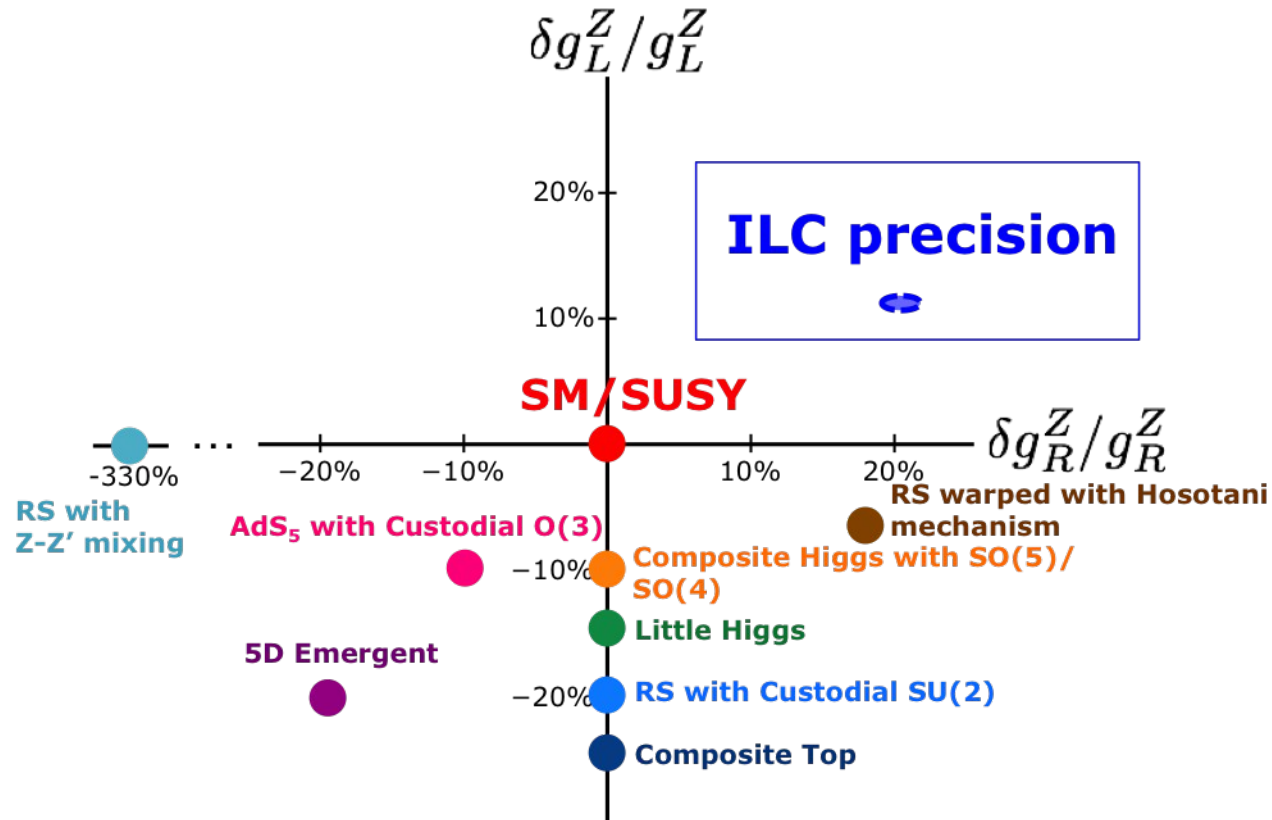 δg_L^Z/g_L^Z
20%
ILC precision
10%
SM/SUSY
...
δg_R^Z/g_R^Z
-330%
−20%
−10%
10%
20%
RS with
Z-Z’ mixing
RS warped with Hosotani
mechanism
AdS₅ with Custodial O(3)
−10%
Composite Higgs with SO(5)/
SO(4)
Little Higgs
5D Emergent
−20%
RS with Custodial SU(2)
Composite Top